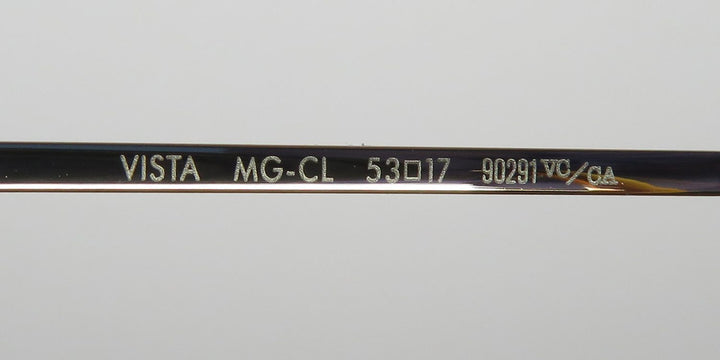 VISTA MG-CL 53□17 90291 VC/CA